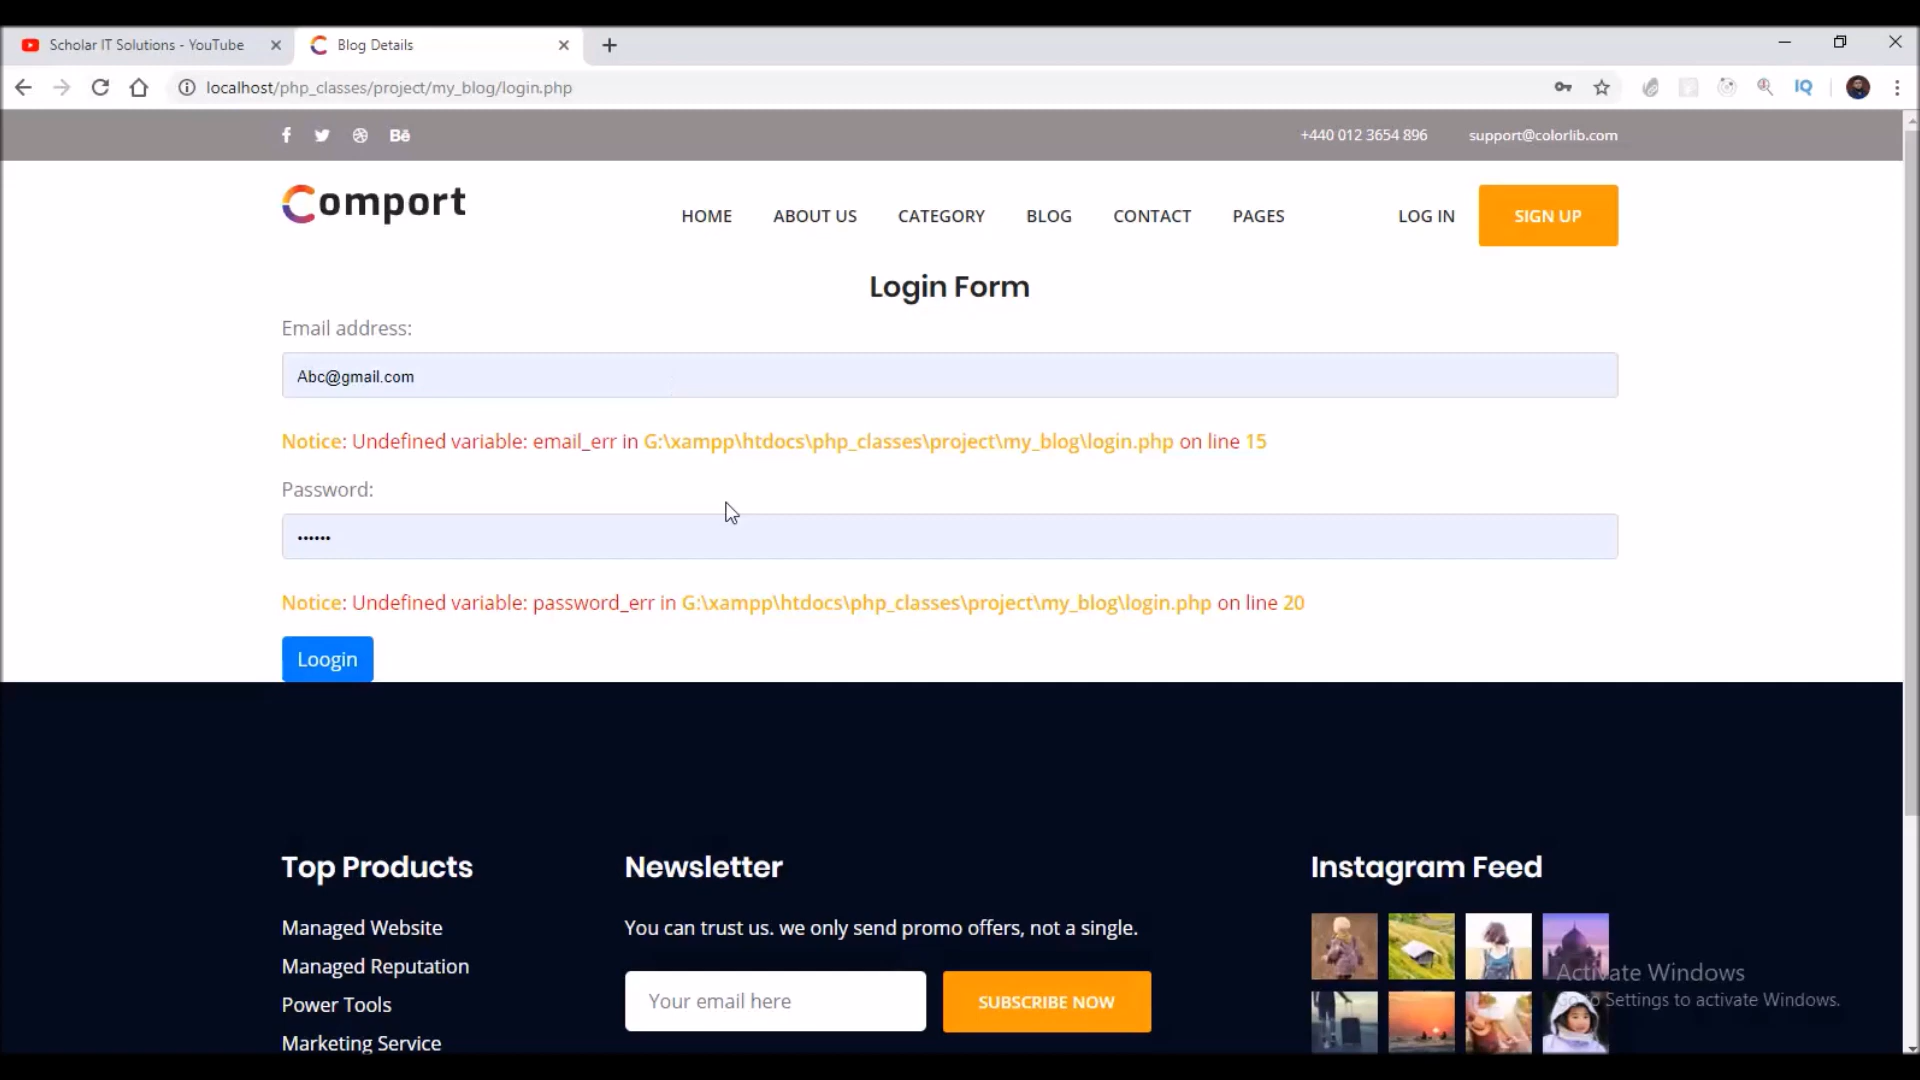 Scholar IT Solutions - YouTube
Blog Details
localhost/php_classes/project/my_blog/login.php
IQ
Bē
+440 012 3654 896
support@colorlib.com
Comport
HOME
ABOUT US
CATEGORY
BLOG
CONTACT
PAGES
LOG IN
SIGN UP
Login Form
Email address:
Abc@gmail.com
Notice: Undefined variable: email_err in G:\xampp\htdocs\php_classes\project\my_blog\login.php on line 15
Password:
••••••
Notice: Undefined variable: password_err in G:\xampp\htdocs\php_classes\project\my_blog\login.php on line 20
Loogin
Top Products
Newsletter
Instagram Feed
Managed Website
You can trust us. we only send promo offers, not a single.
Managed Reputation
Power Tools
Your email here
SUBSCRIBE NOW
Marketing Service
Activate Windows
Go to Settings to activate Windows.